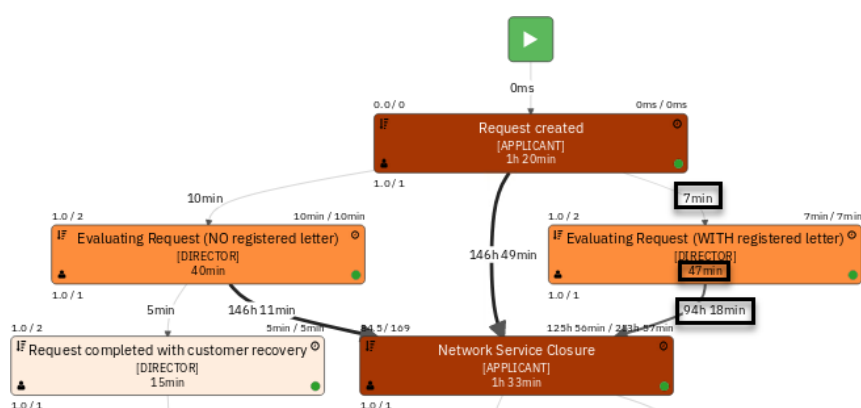 0ms
0.0 / 0
0ms / 0ms
Request created
[APPLICANT]
1h 20min
1.0 / 1
10min
7min
1.0 / 2
10min / 10min
1.0 / 2
7min / 7min
Evaluating Request (NO registered letter)
[DIRECTOR]
40min
Evaluating Request (WITH registered letter)
[DIRECTOR]
47min
146h 49min
1.0 / 1
1.0 / 1
5min
146h 11min
94h 18min
1.0 / 2
5min / 5min
84.5 / 169
125h 56min /
Request completed with customer recovery
[DIRECTOR]
15min
Network Service Closure
[APPLICANT]
1h 33min
1.0 / 1
1.0 / 1